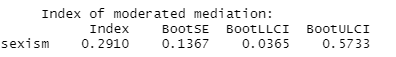 Index of moderated mediation:
Index BootSE BootLLCI BootULCI
sexism 0.2910 0.1367 0.0365 0.5733